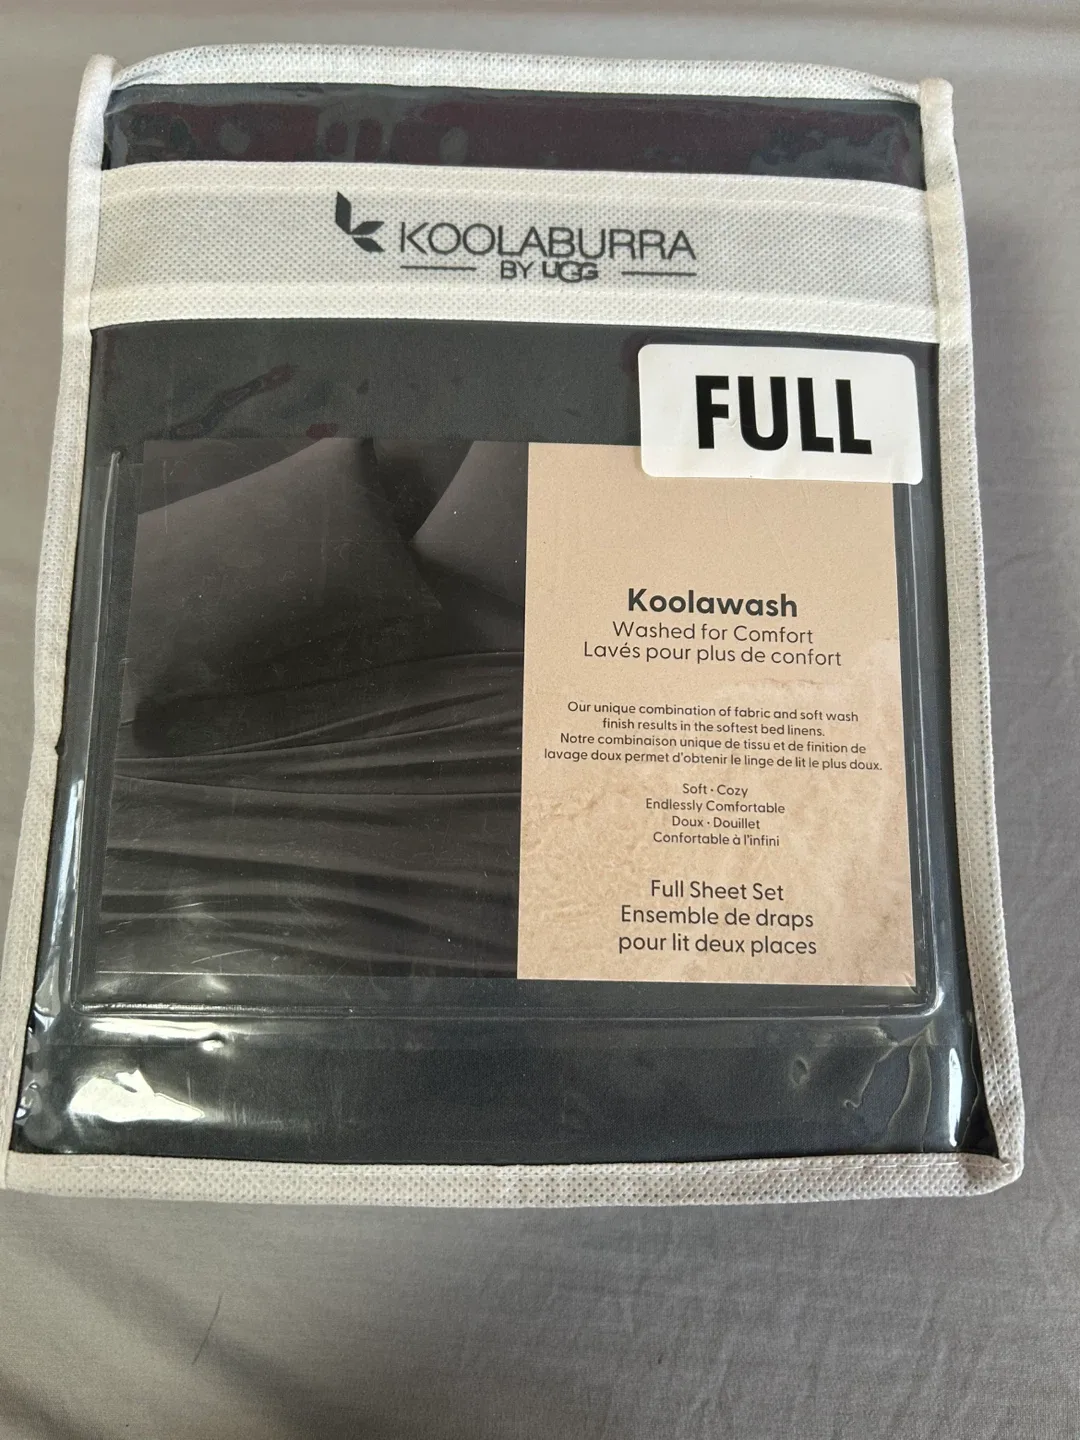 KOOLABURRA
BY UGG
FULL
Koolawash
Washed for Comfort
Lavés pour plus de confort
Our unique combination of fabric and soft wash
finish results in the softest bed linens.
Notre combinaison unique de tissu et de finition de
lavage doux permet d'obtenir le linge de lit le plus doux.
Soft · Cozy
Endlessly Comfortable
Doux · Douillet
Confortable à l'infini
Full Sheet Set
Ensemble de draps
pour lit deux places